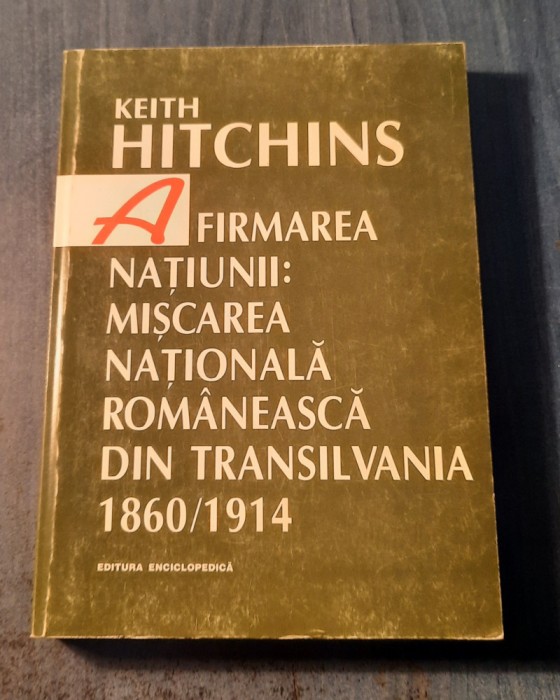 KEITH
HITCHINS
AFIRMAREA
NAȚIUNII:
MIȘCAREA
NAȚIONALĂ
ROMÂNEASCĂ
DIN TRANSILVANIA
1860/1914
EDITURA ENCICLOPEDICĂ